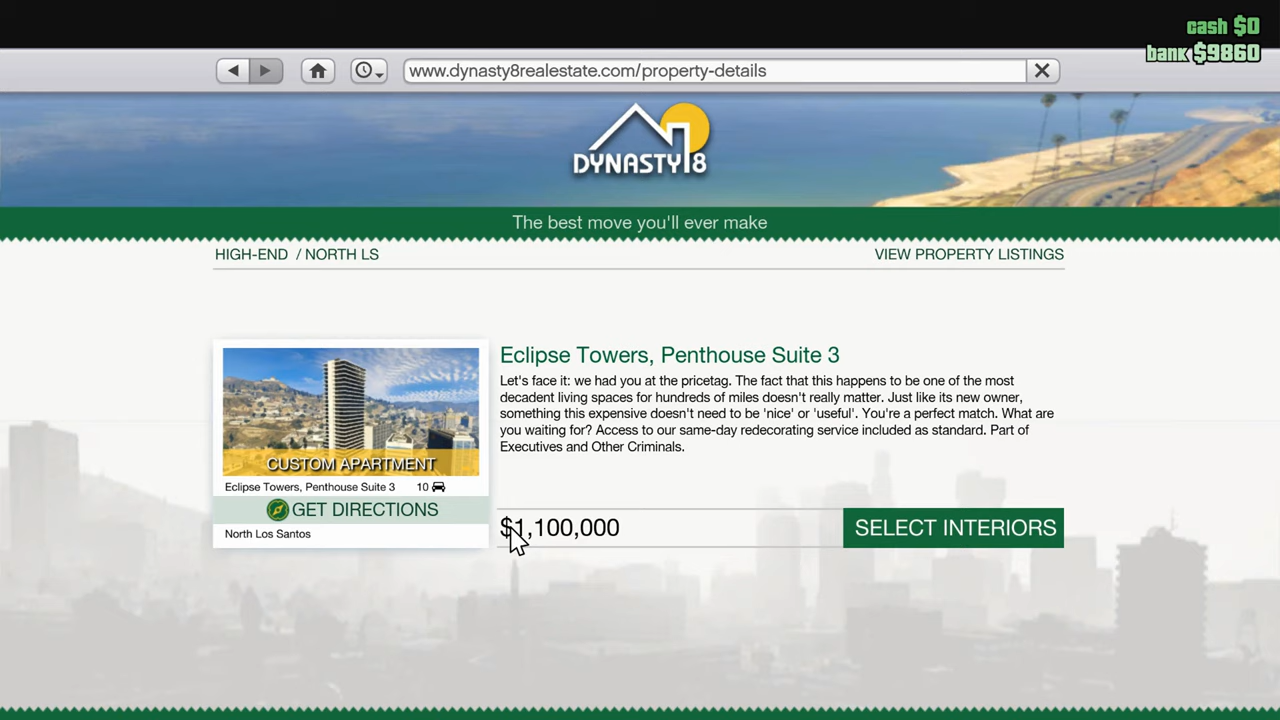 cash $0
bank $9860
www.dynasty8realestate.com/property-details
DYNASTY8
The best move you'll ever make
HIGH-END / NORTH LS
VIEW PROPERTY LISTINGS
CUSTOM APARTMENT
Eclipse Towers, Penthouse Suite 3 10
GET DIRECTIONS
North Los Santos
Eclipse Towers, Penthouse Suite 3
Let's face it: we had you at the pricetag. The fact that this happens to be one of the most
decadent living spaces for hundreds of miles doesn't really matter. Just like its new owner,
something this expensive doesn't need to be 'nice' or 'useful'. You're a perfect match. What are
you waiting for? Access to our same-day redecorating service included as standard. Part of
Executives and Other Criminals.
$1,100,000
SELECT INTERIORS